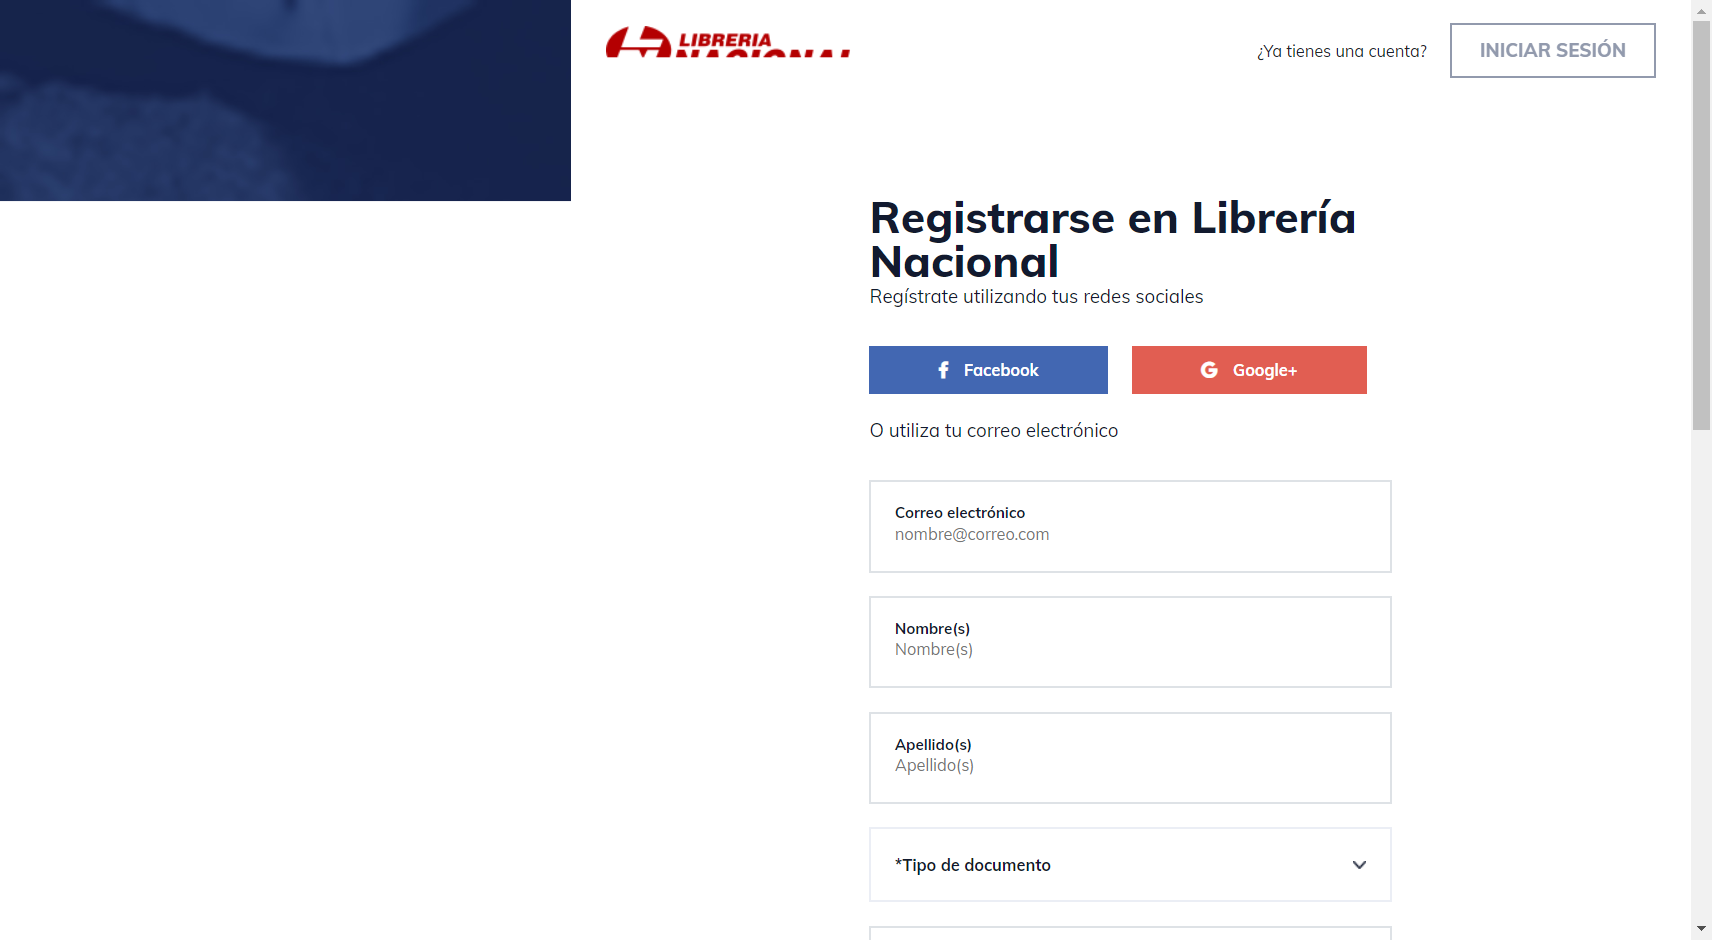 LIBRERIA
NACIONAL
¿Ya tienes una cuenta?
INICIAR SESIÓN
Registrarse en Librería
Nacional
Regístrate utilizando tus redes sociales
Facebook
Google+
O utiliza tu correo electrónico
Correo electrónico
nombre@correo.com
Nombre(s)
Nombre(s)
Apellido(s)
Apellido(s)
*Tipo de documento